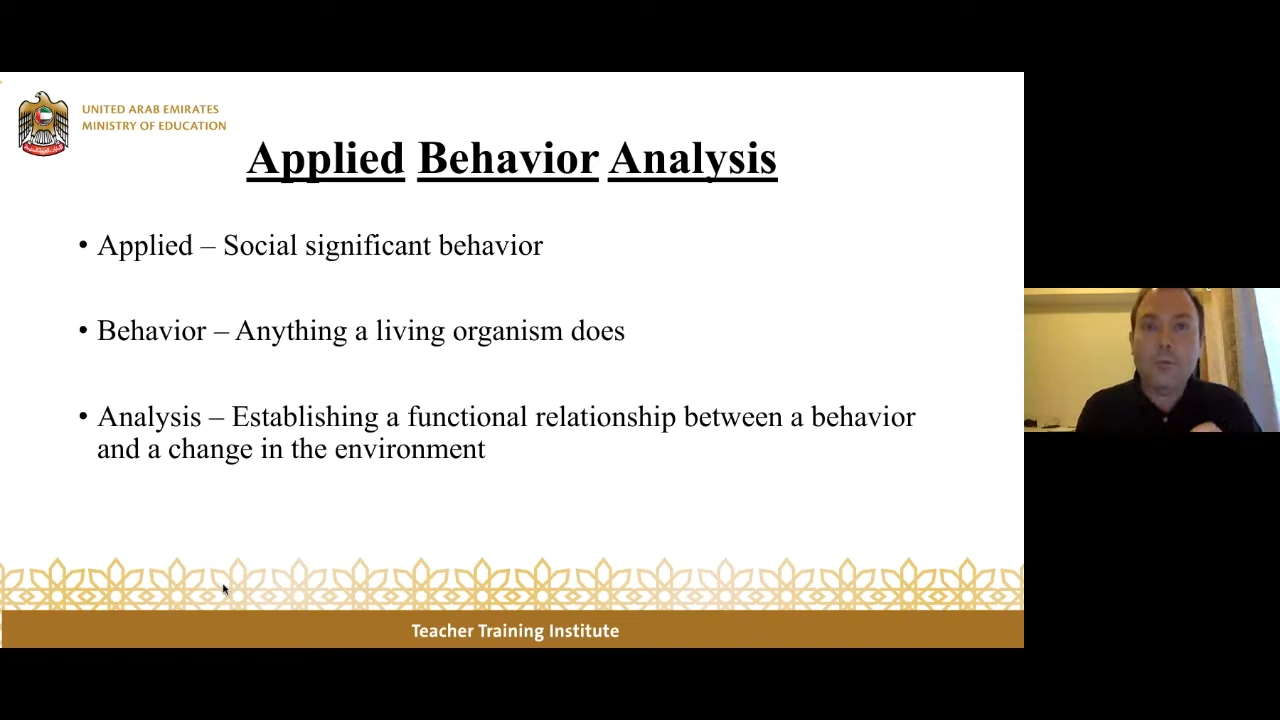 UNITED ARAB EMIRATES
MINISTRY OF EDUCATION
Applied Behavior Analysis
• Applied – Social significant behavior
• Behavior – Anything a living organism does
• Analysis – Establishing a functional relationship between a behavior
and a change in the environment
Teacher Training Institute